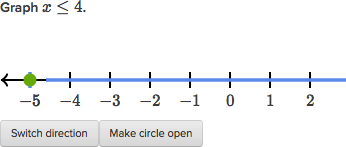 Graph x ≤ 4.
−5 −4 −3 −2 −1 0 1 2
Switch direction Make circle open